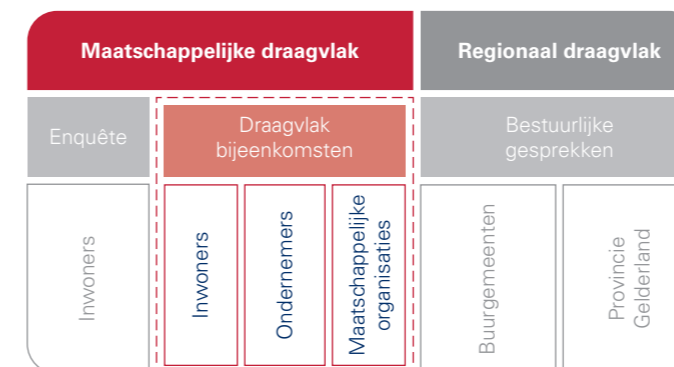 Maatschappelijke draagvlak
Regionaal draagvlak
Enquête
Draagvlak
bijeenkomsten
Bestuurlijke
gesprekken
Inwoners
Inwoners
Ondernemers
Maatschappelijke
organisaties
Buurgemeenten
Provincie
Gelderland